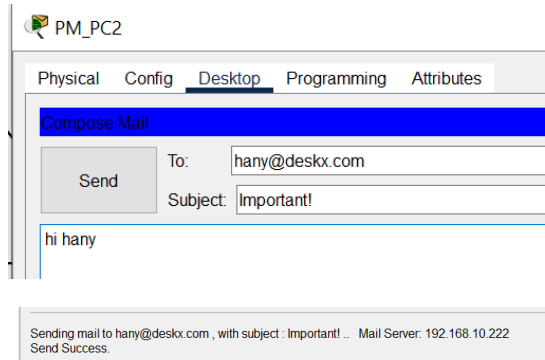 PM_PC2
Physical Config Desktop Programming Attributes
Compose Mail
Send
To: hany@deskx.com
Subject: Important!
hi hany
Sending mail to hany@deskx.com , with subject : Important! .. Mail Server: 192.168.10.222
Send Success.